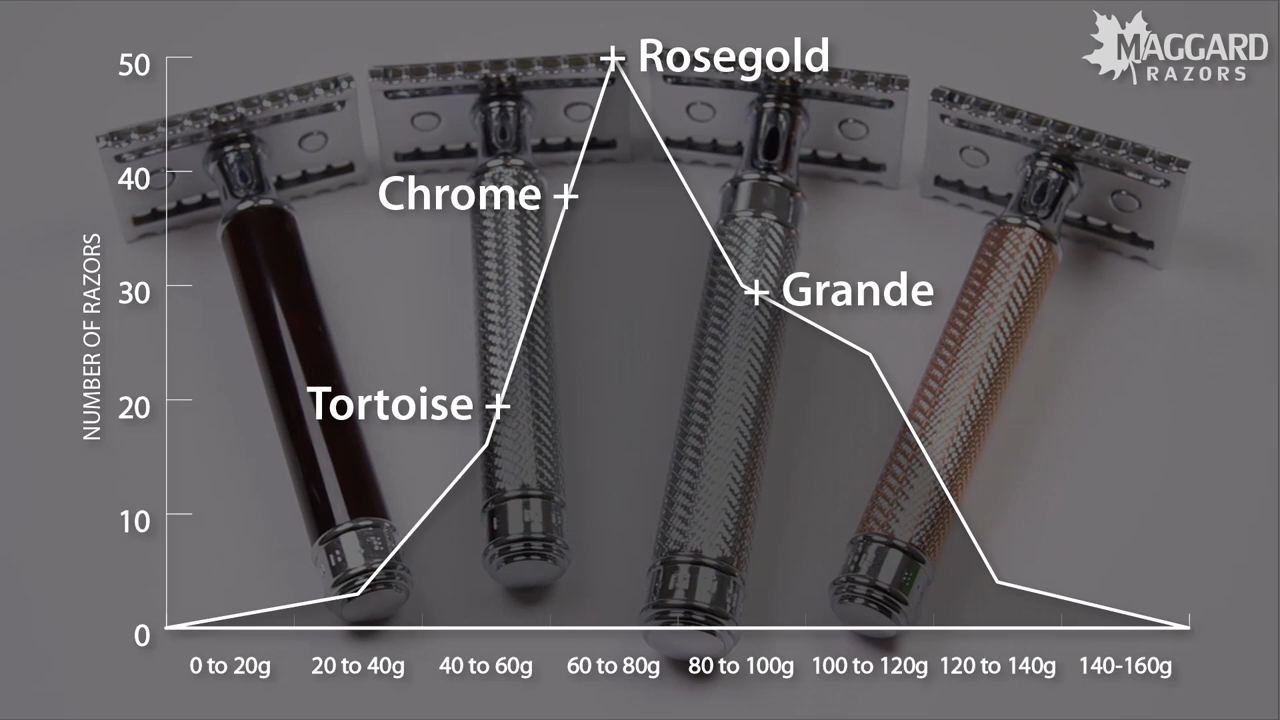 MAGGARD
RAZORS
50
40
30
20
10
0
NUMBER OF RAZORS
+ Rosegold
Chrome +
+ Grande
Tortoise +
0 to 20g 20 to 40g 40 to 60g 60 to 80g 80 to 100g 100 to 120g 120 to 140g 140-160g